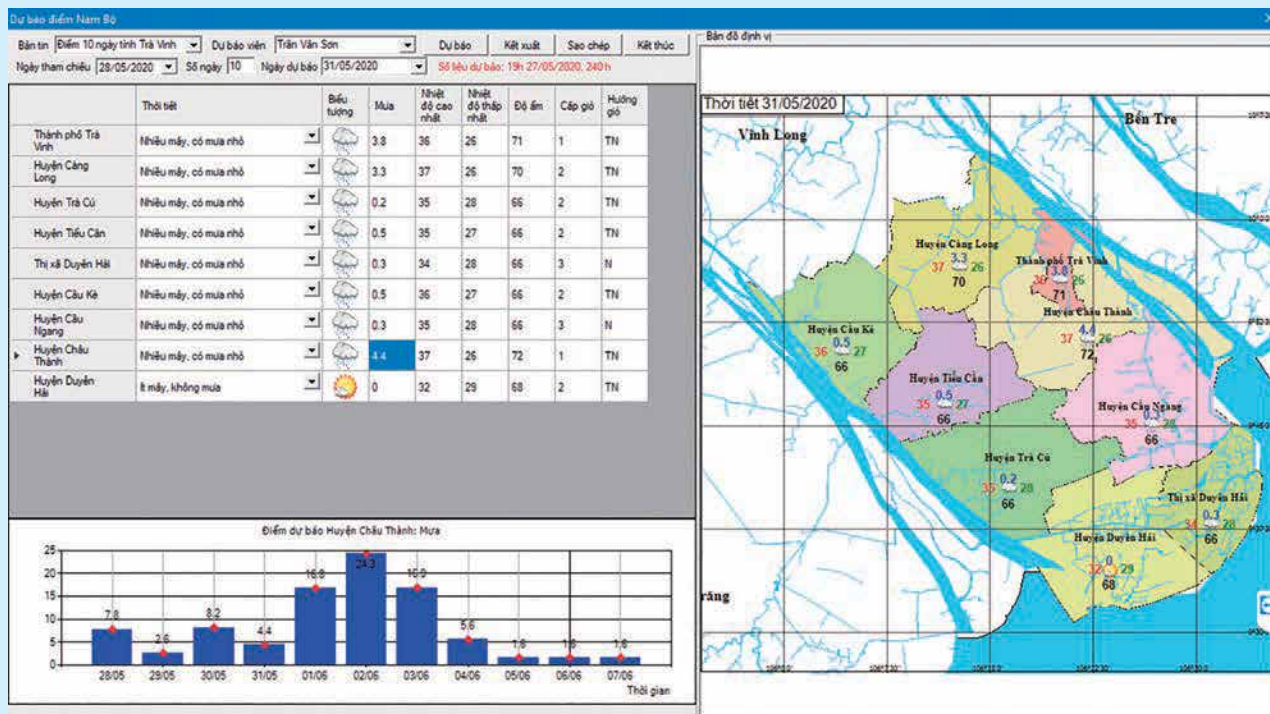 Dự báo điểm Nam Bộ
Bản tin Điểm 10 ngày tỉnh Trà Vinh Dự báo viên Trần Văn Sơn Dự báo Kết xuất Sao chép Kết thúc
Ngày tham chiếu 28/05/2020 Số ngày 10 Ngày dự báo 31/05/2020 Số liệu dự báo: 19h 27/05/2020, 240h
Thời tiết Biểu tượng Mưa Nhiệt độ cao nhất Nhiệt độ thấp nhất Độ ẩm Cấp gió Hướng gió
Thành phố Trà Vinh Nhiều mây, có mưa nhỏ 3.8 36 26 71 1 TN
Huyện Càng Long Nhiều mây, có mưa nhỏ 3.3 37 26 70 2 TN
Huyện Trà Cú Nhiều mây, có mưa nhỏ 0.2 35 28 66 2 TN
Huyện Tiểu Cần Nhiều mây, có mưa nhỏ 0.5 35 27 66 2 TN
Thị xã Duyên Hải Nhiều mây, có mưa nhỏ 0.3 34 28 66 3 N
Huyện Cầu Kè Nhiều mây, có mưa nhỏ 0.5 36 27 66 2 TN
Huyện Cầu Ngang Nhiều mây, có mưa nhỏ 0.3 35 28 66 3 N
Huyện Châu Thành Nhiều mây, có mưa nhỏ 4.4 37 26 72 1 TN
Huyện Duyên Hải Ít mây, không mưa 0 32 29 68 2 TN
Điểm dự báo Huyện Châu Thành: Mưa
25
20
15
10
5
0
7.8 2.6 8.2 4.4 16.8 24.3 16.9 5.6 1.6 1.6 1.6
28/05 29/05 30/05 31/05 01/06 02/06 03/06 04/06 05/06 06/06 07/06
Thời gian
Bản đồ định vị
Thời tiết 31/05/2020
Bến Tre
Vĩnh Long
Huyện Càng Long
3.3
37 26
70
Thành phố Trà Vinh
3.8
36 26
71
Huyện Châu Thành
4.4
37 26
72
Huyện Cầu Kè
0.5
36 27
66
Huyện Tiểu Cần
0.5
35 27
66
Huyện Cầu Ngang
0.3
35 28
66
Huyện Trà Cú
0.2
35 28
66
Thị xã Duyên Hải
0.3
34 28
66
Huyện Duyên Hải
0
32 29
68
răng